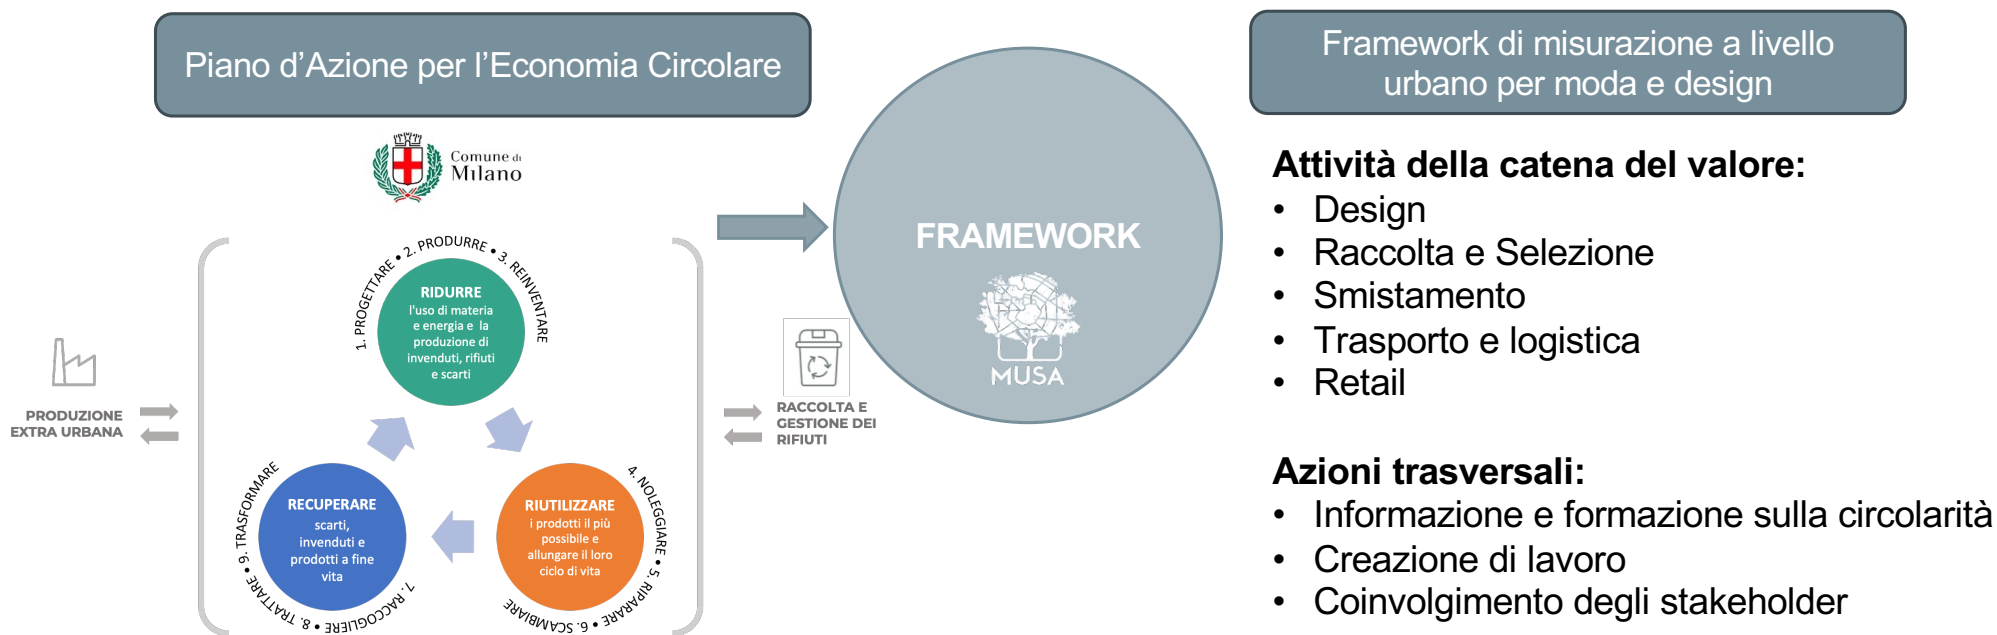 Piano d’Azione per l’Economia Circolare
Comune di
Milano
1. PROGETTARE • 2. PRODURRE • 3. REINVENTARE
RIDURRE
l'uso di materia
e energia e la
produzione di
invenduti, rifiuti
e scarti
PRODUZIONE
EXTRA URBANA
RACCOLTA E
GESTIONE DEI
RIFIUTI
4. NOLEGGIARE • 5. RIPARARE • 6. SCAMBIARE
RIUTILIZZARE
i prodotti il più
possibile e
allungare il loro
ciclo di vita
7. RACCOGLIERE • 8. TRATTARE • 9. TRASFORMARE
RECUPERARE
scarti,
invenduti e
prodotti a fine
vita
FRAMEWORK
MUSA
Framework di misurazione a livello
urbano per moda e design
Attività della catena del valore:
• Design
• Raccolta e Selezione
• Smistamento
• Trasporto e logistica
• Retail
Azioni trasversali:
• Informazione e formazione sulla circolarità
• Creazione di lavoro
• Coinvolgimento degli stakeholder